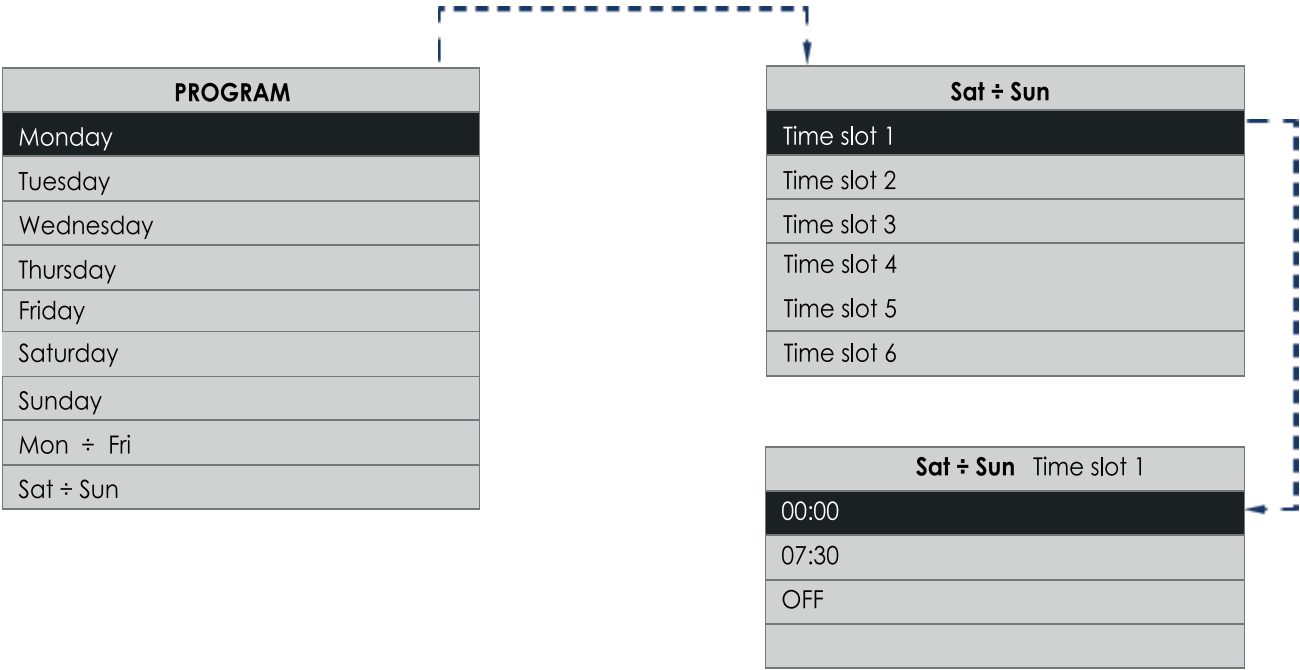 PROGRAM
Monday
Tuesday
Wednesday
Thursday
Friday
Saturday
Sunday
Mon ÷ Fri
Sat ÷ Sun
Sat ÷ Sun
Time slot 1
Time slot 2
Time slot 3
Time slot 4
Time slot 5
Time slot 6
Sat ÷ Sun Time slot 1
00:00
07:30
OFF